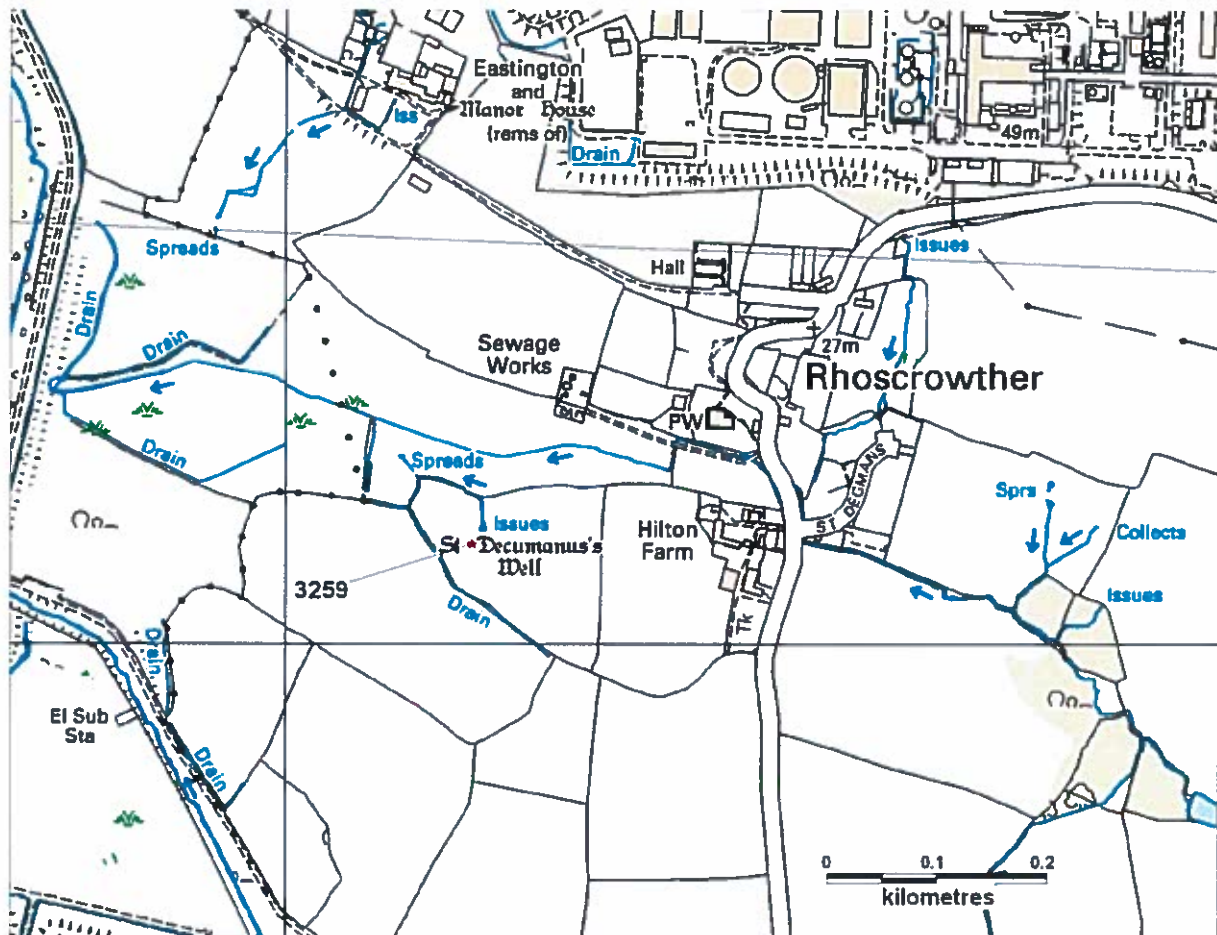 Eastington
and
Manor House
(rems of)
Iss
Drain
49m
Spreads
Hall
Issues
Drain
Drain
Sewage
Works
27m
Rhoscrowther
PW
Drain
Spreads
ST DEGMANS
Sprs
Collects
Issues
St Decumanus's
Well
Hilton
Farm
3259
Drain
Tk
Issues
Drain
El Sub
Sta
Drain
0 0.1 0.2
kilometres